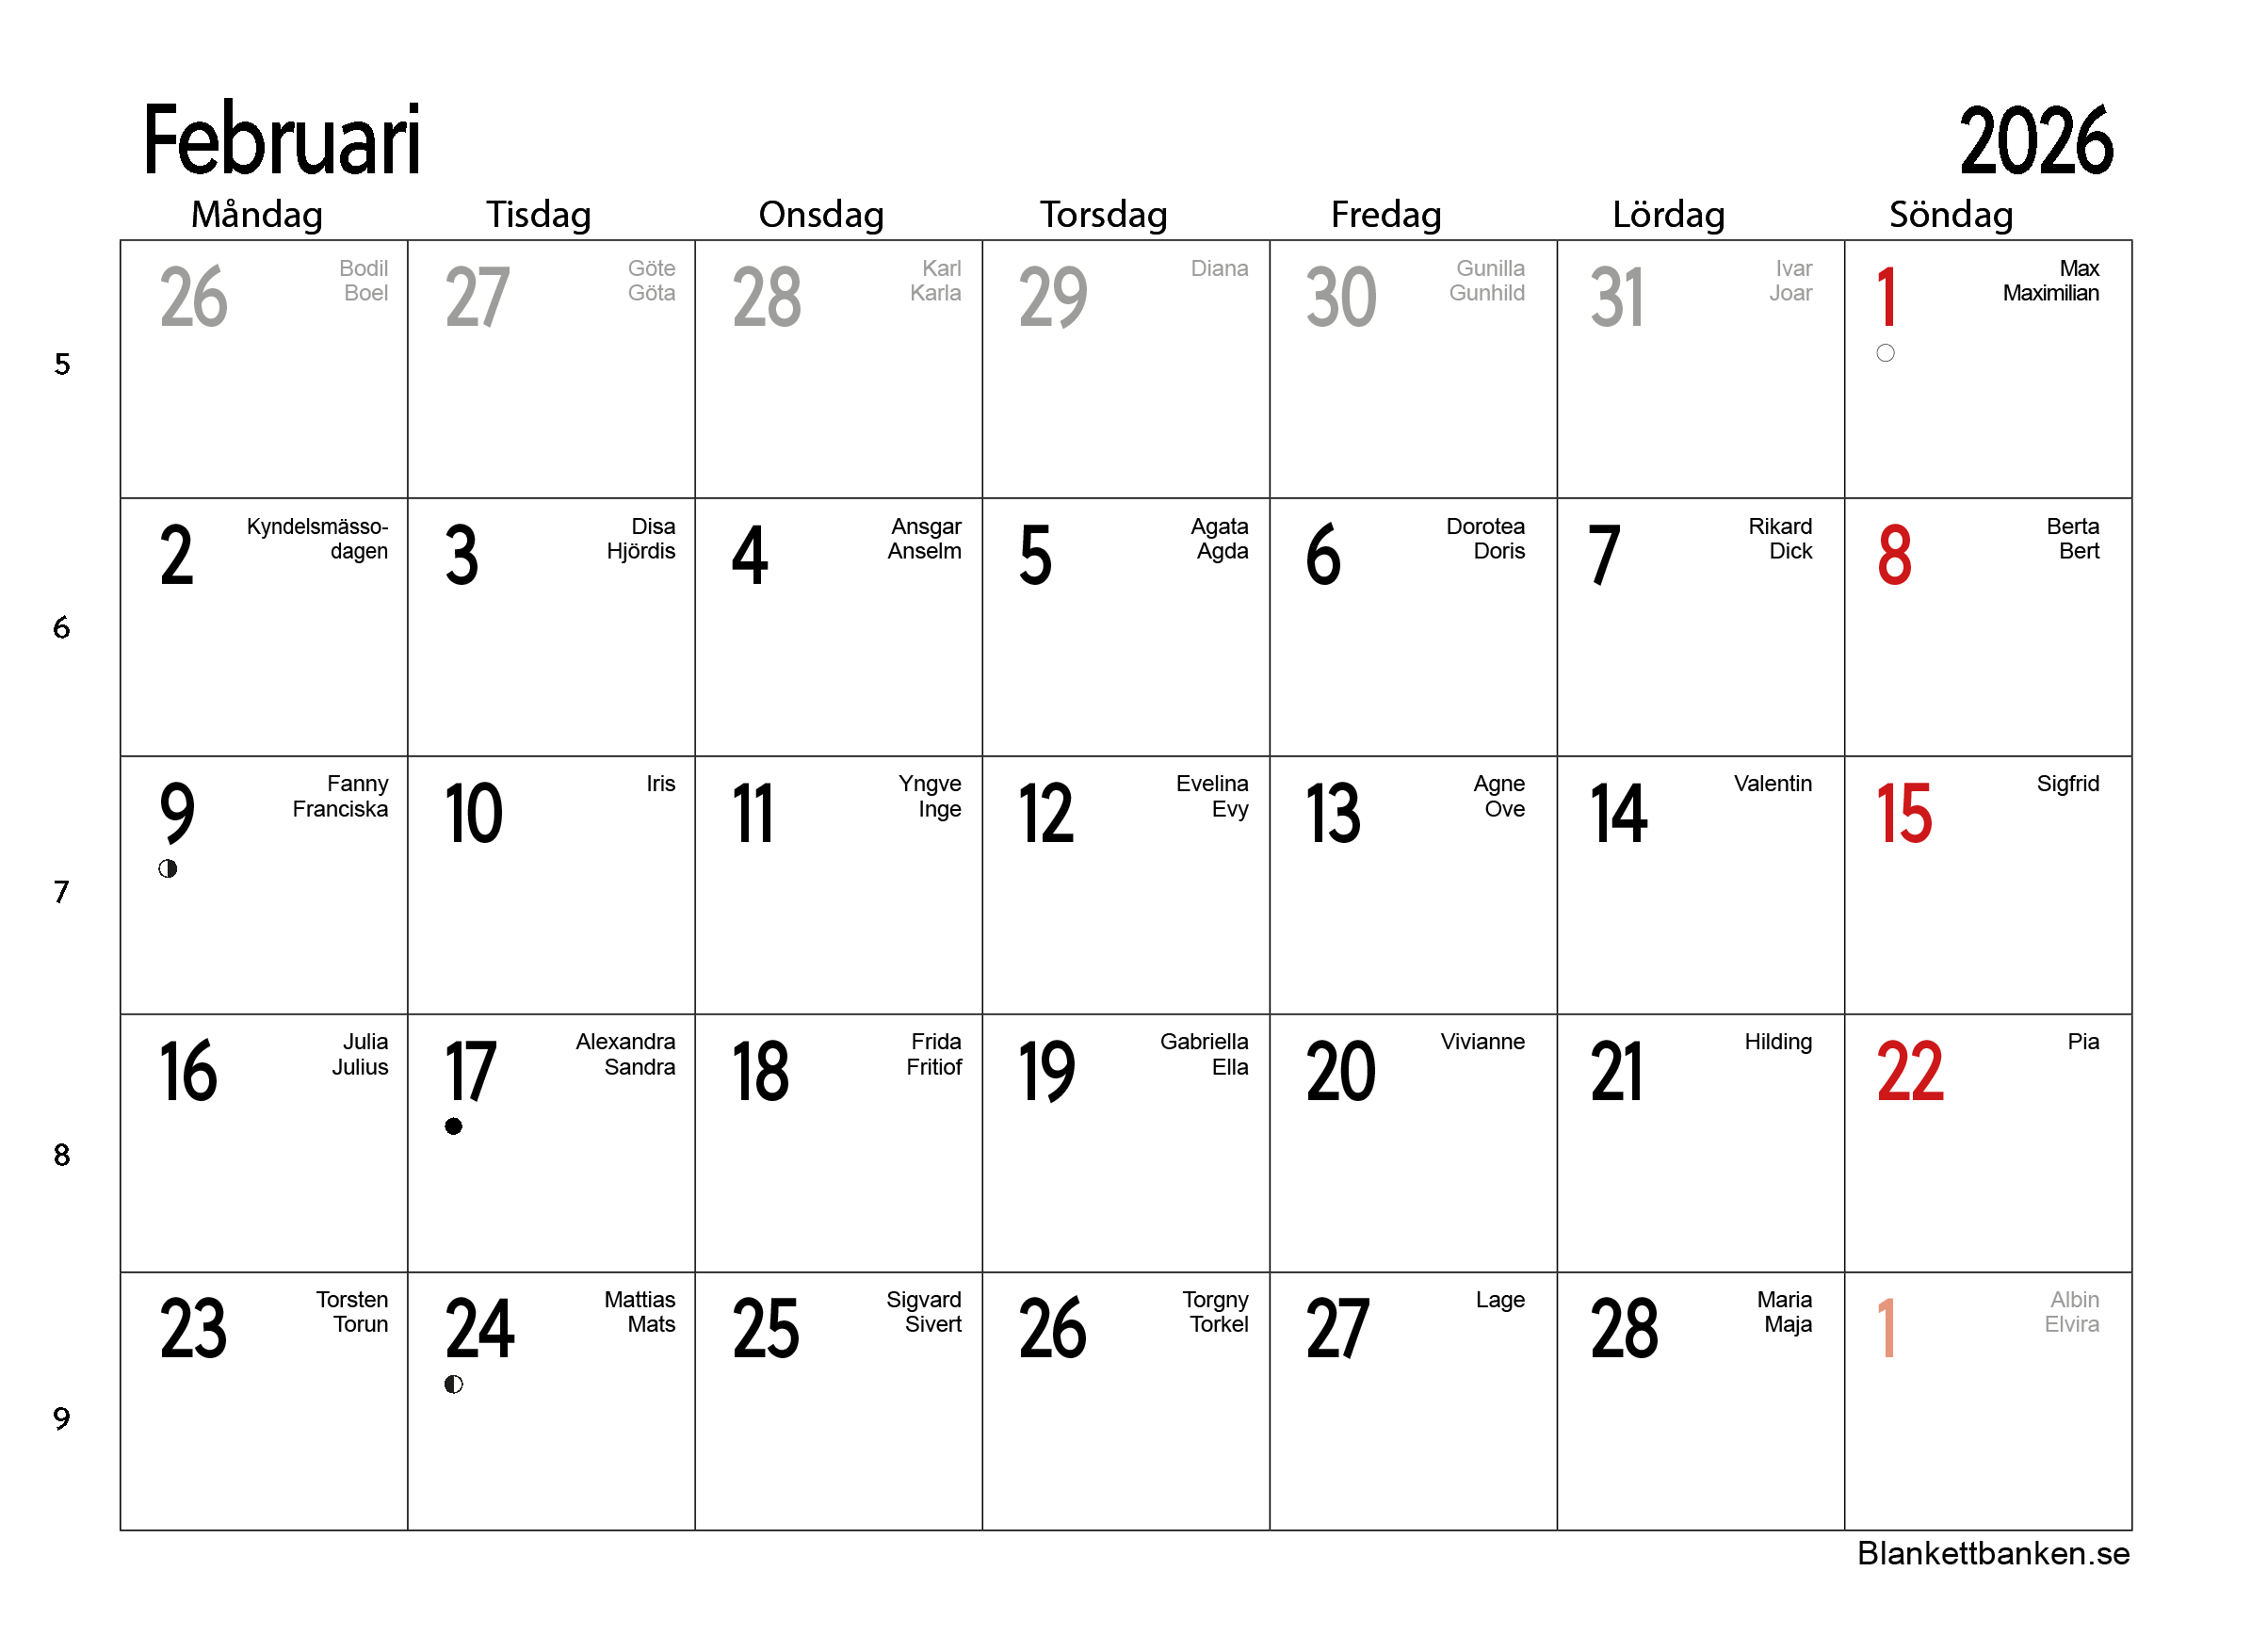 Februari 2026
Måndag Tisdag Onsdag Torsdag Fredag Lördag Söndag
5
26 Bodil
Boel
27 Göte
Göta
28 Karl
Karla
29 Diana
30 Gunilla
Gunhild
31 Ivar
Joar
1 Max
Maximilian
6
2 Kyndelsmässo-
dagen
3 Disa
Hjördis
4 Ansgar
Anselm
5 Agata
Agda
6 Dorotea
Doris
7 Rikard
Dick
8 Berta
Bert
7
9 Fanny
Franciska
10 Iris
11 Yngve
Inge
12 Evelina
Evy
13 Agne
Ove
14 Valentin
15 Sigfrid
8
16 Julia
Julius
17 Alexandra
Sandra
18 Frida
Fritiof
19 Gabriella
Ella
20 Vivianne
21 Hilding
22 Pia
9
23 Torsten
Torun
24 Mattias
Mats
25 Sigvard
Sivert
26 Torgny
Torkel
27 Lage
28 Maria
Maja
1 Albin
Elvira
Blankettbanken.se